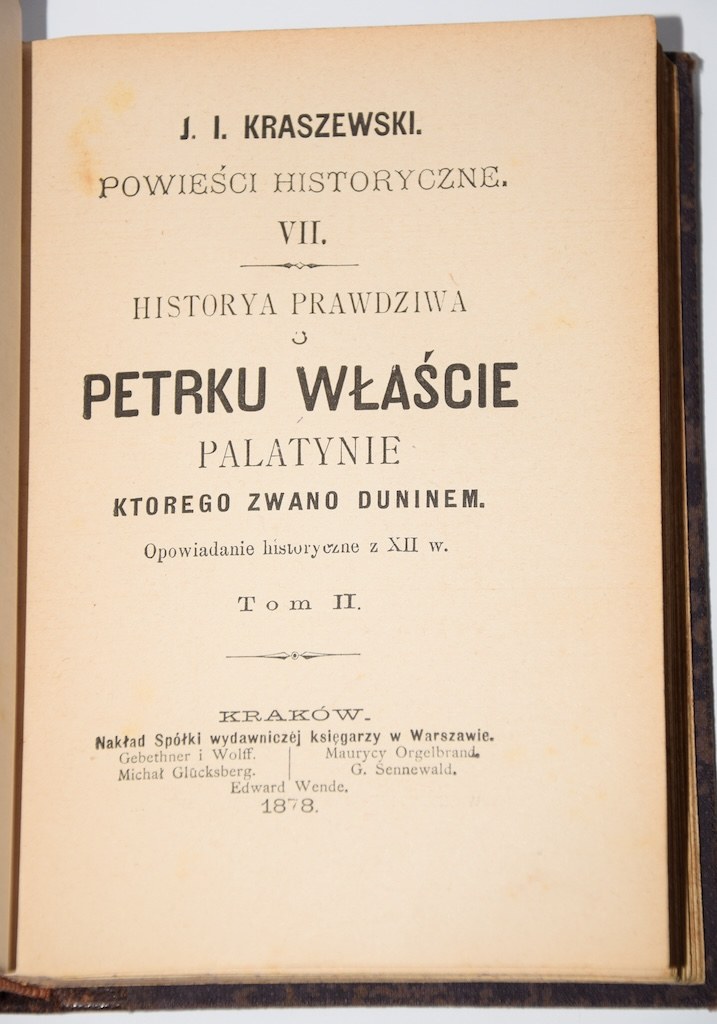 J. I. KRASZEWSKI.
POWIEŚCI HISTORYCZNE.
VII.
HISTORYA PRAWDZIWA
O
PETRKU WŁAŚCIE
PALATYNIE
KTOREGO ZWANO DUNINEM.
Opowiadanie historyczne z XII w.
Tom II.
KRAKÓW.
Nakład Spółki wydawniczéj księgarzy w Warszawie.
Gebethner i Wolff. Maurycy Orgelbrand.
Michał Glücksberg. G. Sennewald.
Edward Wende.
1878.